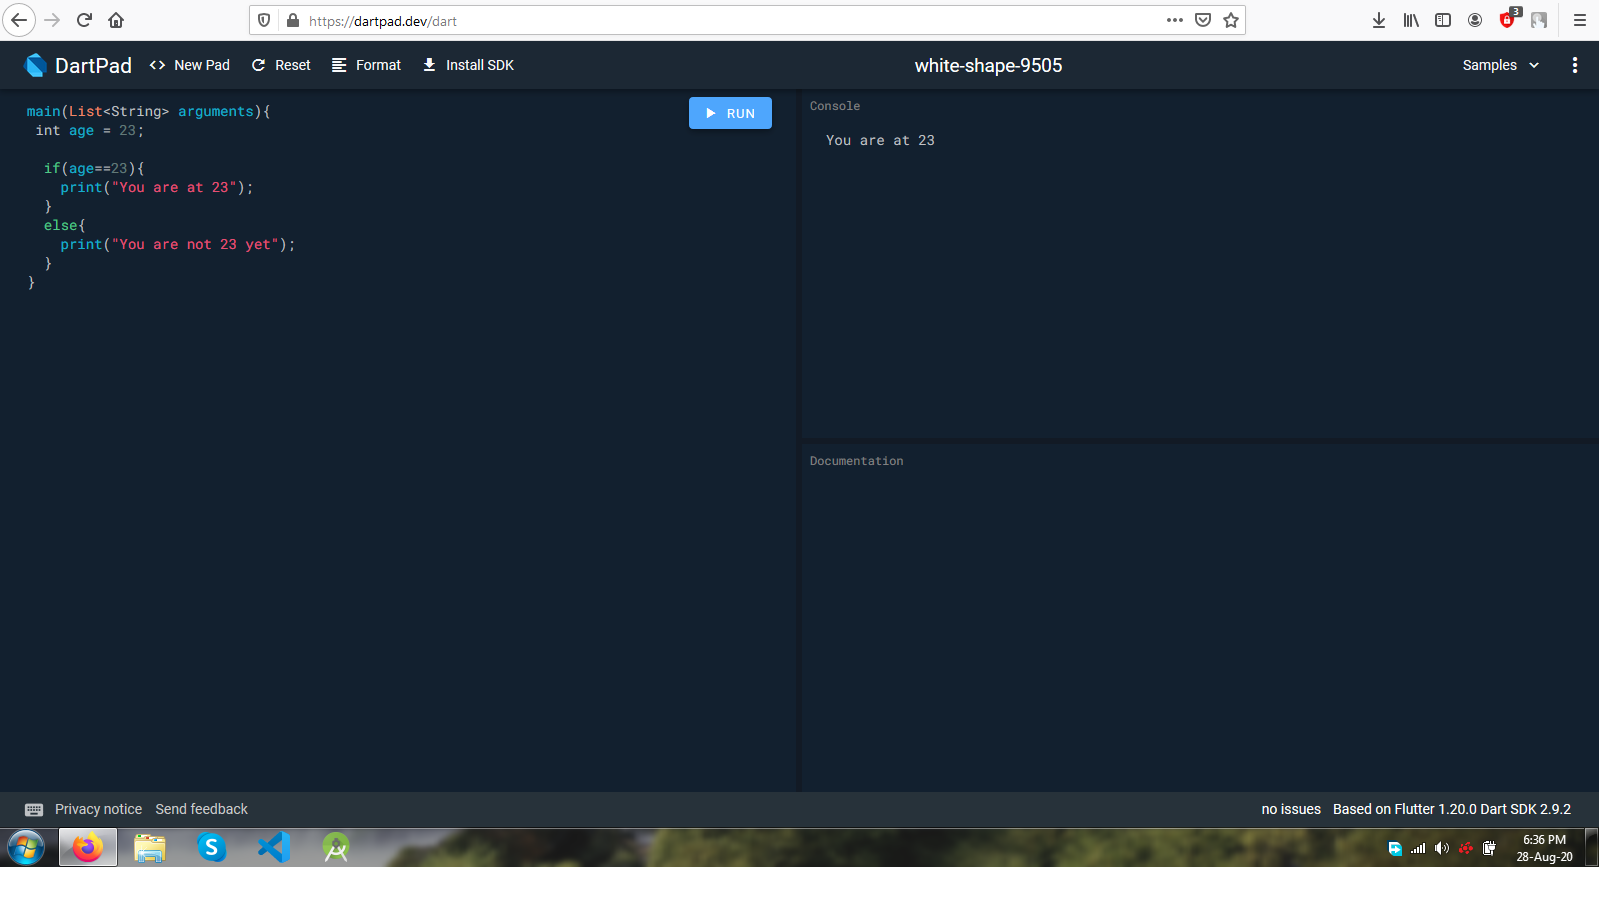 https://dartpad.dev/dart
3
DartPad
<> New Pad
Reset
Format
Install SDK
white-shape-9505
Samples
main(List<String> arguments){
 int age = 23;
  if(age==23){
    print("You are at 23");
  }
  else{
    print("You are not 23 yet");
  }
}
RUN
Console
You are at 23
Documentation
Privacy notice
Send feedback
no issues
Based on Flutter 1.20.0 Dart SDK 2.9.2
S
6:36 PM
28-Aug-20